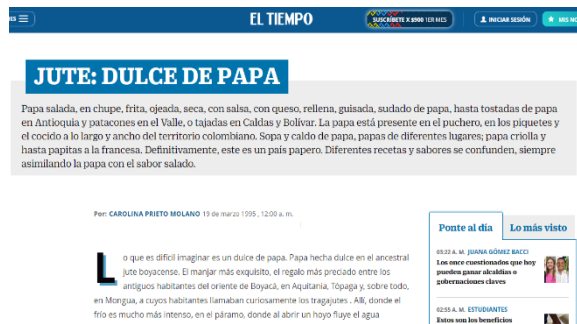 ES
EL TIEMPO
SUSCRÍBETE X $900 1ER MES
INICIAR SESIÓN
MIS NO
JUTE: DULCE DE PAPA
Papa salada, en chupe, frita, ojeada, seca, con salsa, con queso, rellena, guisada, sudado de papa, hasta tostadas de papa
en Antioquia y patacones en el Valle, o tajadas en Caldas y Bolívar. La papa está presente en el puchero, en los piquetes y
el cocido a lo largo y ancho del territorio colombiano. Sopa y caldo de papa, papas de diferentes lugares; papa criolla y
hasta papitas a la francesa. Definitivamente, este es un país papero. Diferentes recetas y sabores se confunden, siempre
asimilando la papa con el sabor salado.
Por: CAROLINA PRIETO MOLANO 19 de marzo 1995 , 12:00 a. m.
Lo que es difícil imaginar es un dulce de papa. Papa hecha dulce en el ancestral
jute boyacense. El manjar más exquisito, el regalo más preciado entre los
antiguos habitantes del oriente de Boyacá, en Aquitania, Tópaga y, sobre todo,
en Mongua, a cuyos habitantes llamaban curiosamente los tragajutes . Allí, donde el
frío es mucho más intenso, en el páramo, donde al abrir un hoyo fluye el agua
Ponte al día
Lo más visto
03:22 A. M. JUANA GÓMEZ BACCI
Los once cuestionados que hoy
pueden ganar alcaldías o
gobernaciones claves
02:55 A. M. ESTUDIANTES
Estos son los beneficios